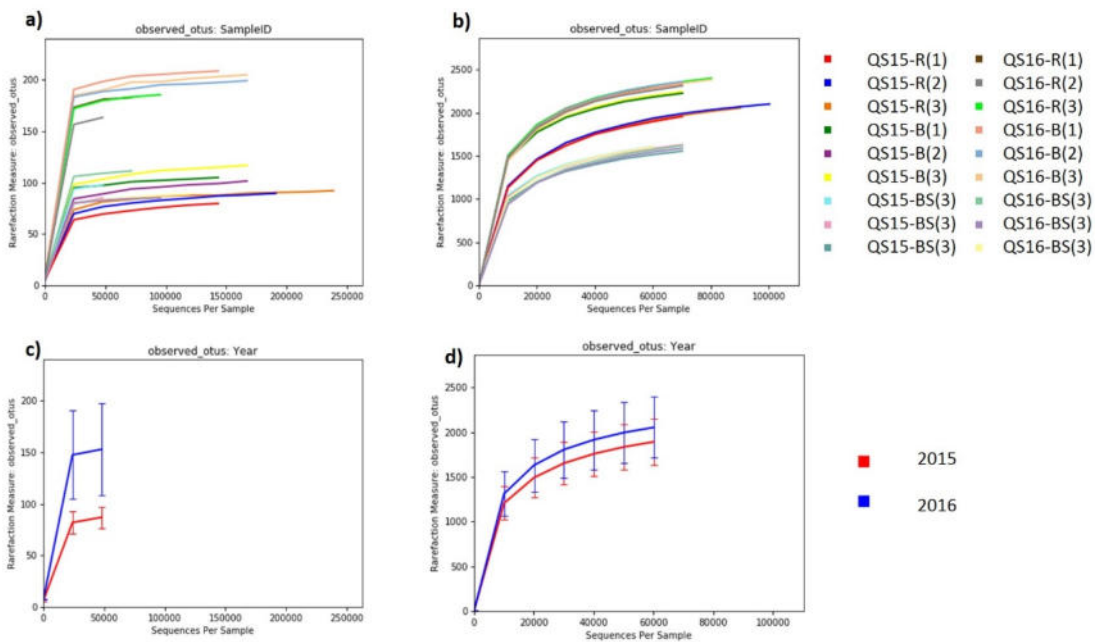 a)
observed_otus: SampleID
Rarefaction Measure: observed_otus
200
150
100
50
0
0 50000 100000 150000 200000 250000
Sequences Per Sample
b)
observed_otus: SampleID
Rarefaction Measure: observed_otus
2500
2000
1500
1000
500
0
0 20000 40000 60000 80000 100000
Sequences Per Sample
QS15-R(1) QS16-R(1)
QS15-R(2) QS16-R(2)
QS15-R(3) QS16-R(3)
QS15-B(1) QS16-B(1)
QS15-B(2) QS16-B(2)
QS15-B(3) QS16-B(3)
QS15-BS(3) QS16-BS(3)
QS15-BS(3) QS16-BS(3)
QS15-BS(3) QS16-BS(3)
c)
observed_otus: Year
Rarefaction Measure: observed_otus
200
150
100
50
0
0 50000 100000 150000 200000 250000
Sequences Per Sample
d)
observed_otus: Year
Rarefaction Measure: observed_otus
2500
2000
1500
1000
500
0
0 20000 40000 60000 80000 100000
Sequences Per Sample
2015
2016